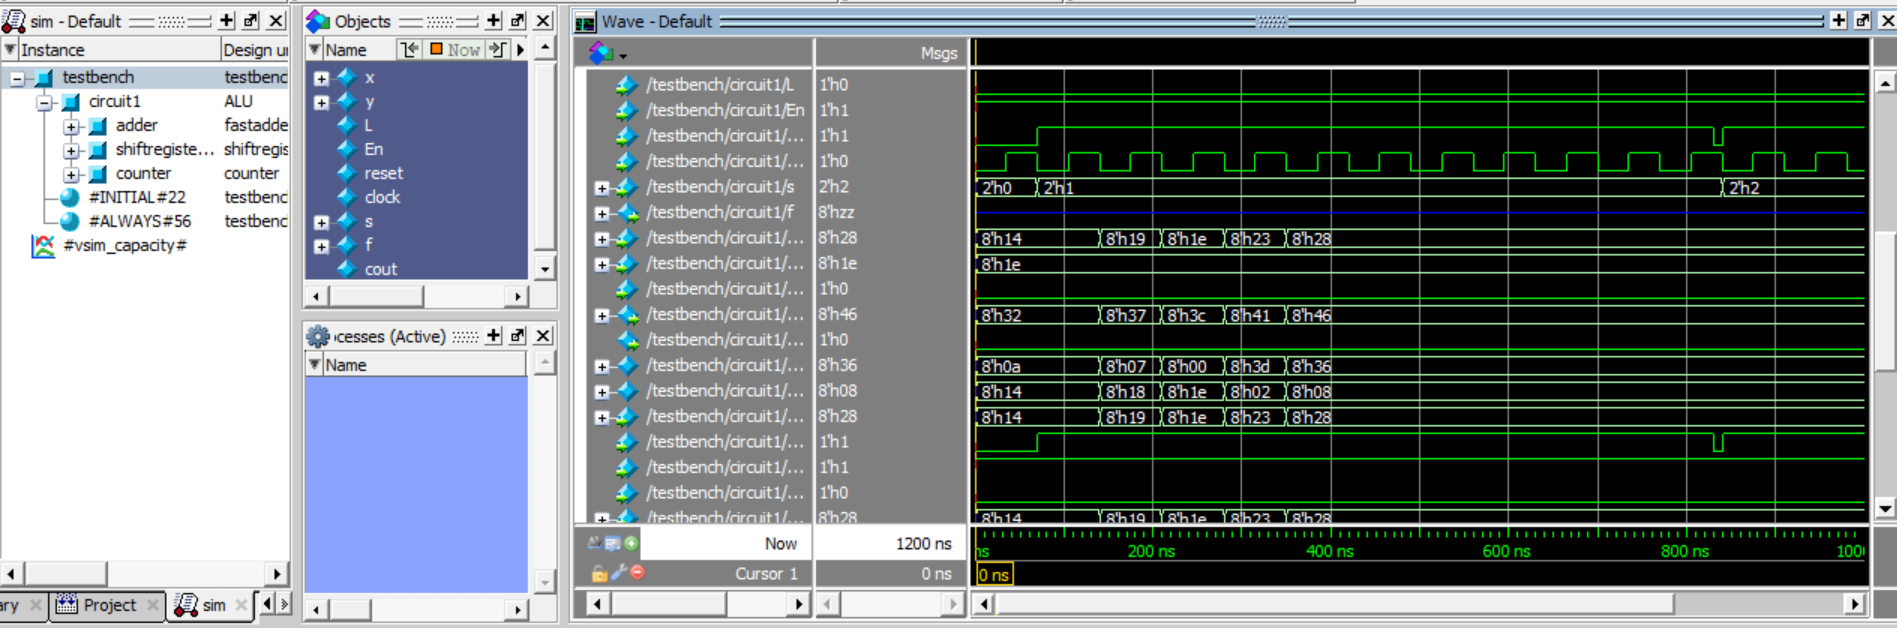 sim - Default
Instance Design u
testbench testbenc
circuit1 ALU
adder fastadde
shiftregiste... shiftregis
counter counter
#INITIAL#22 testbenc
#ALWAYS#56 testbenc
#vsim_capacity#
ary Project sim
Objects
Name Now
x
y
L
En
reset
clock
s
f
cout
cesses (Active)
Name
Wave - Default
Msgs
/testbench/circuit1/L 1'h0
/testbench/circuit1/En 1'h1
/testbench/circuit1/... 1'h1
/testbench/circuit1/... 1'h0
/testbench/circuit1/s 2'h2 2'h0 2'h1 2'h2
/testbench/circuit1/f 8'hzz
/testbench/circuit1/... 8'h28 8'h14 8'h19 8'h1e 8'h23 8'h28
/testbench/circuit1/... 8'h1e 8'h1e
/testbench/circuit1/... 1'h0
/testbench/circuit1/... 8'h46 8'h32 8'h37 8'h3c 8'h41 8'h46
/testbench/circuit1/... 1'h0
/testbench/circuit1/... 8'h36 8'h0a 8'h07 8'h00 8'h3d 8'h36
/testbench/circuit1/... 8'h08 8'h14 8'h18 8'h1e 8'h02 8'h08
/testbench/circuit1/... 8'h28 8'h14 8'h19 8'h1e 8'h23 8'h28
/testbench/circuit1/... 1'h1
/testbench/circuit1/... 1'h1
/testbench/circuit1/... 1'h0
/testbench/circuit1/... 8'h28 8'h14 8'h19 8'h1e 8'h23 8'h28
Now 1200 ns ns 200 ns 400 ns 600 ns 800 ns 100
Cursor 1 0 ns 0 ns